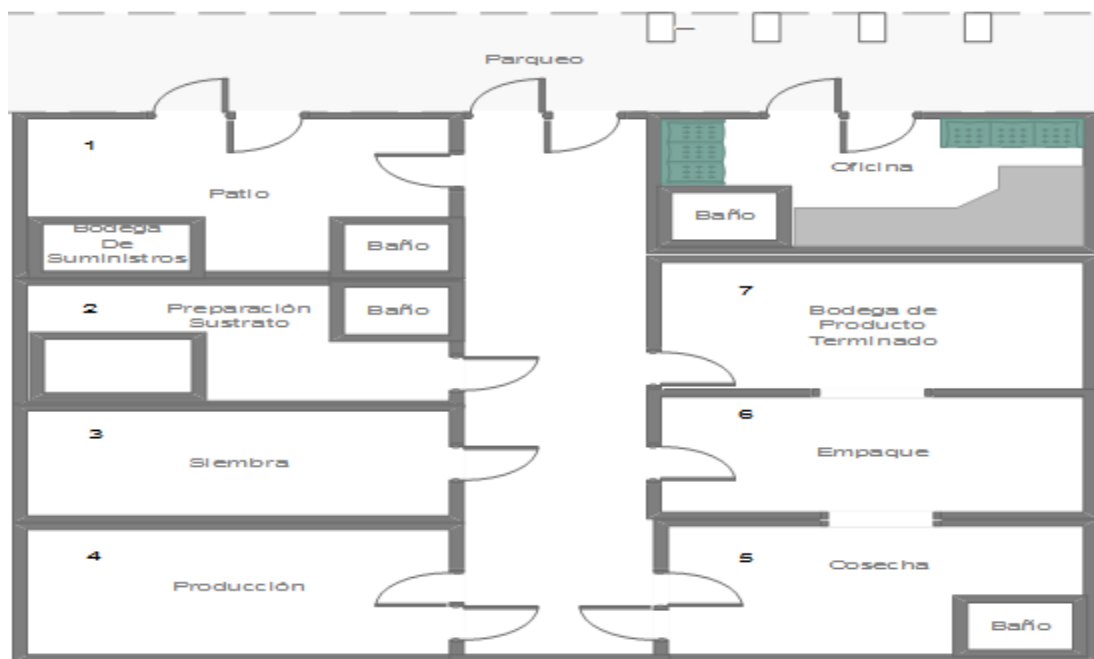 Parqueo
1
Patio
Bodega
De
Suministros
Baño
Oficina
Baño
2
Preparación
Sustrato
Baño
7
Bodega de
Producto
Terminado
3
Siembra
6
Empaque
4
Producción
5
Cosecha
Baño